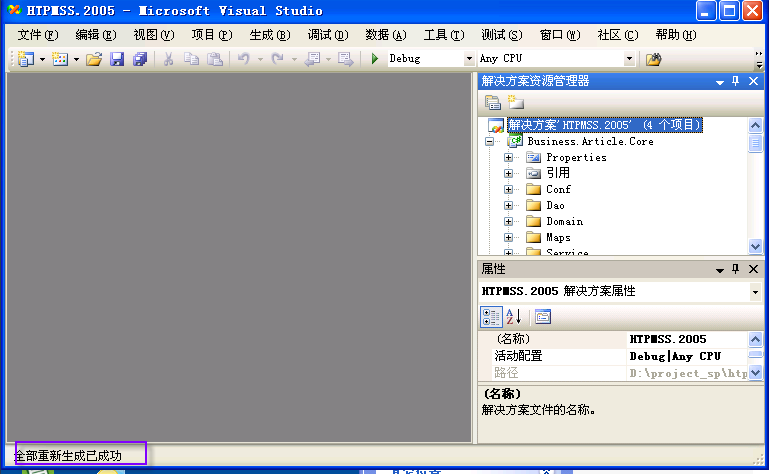 HTPMSS.2005 - Microsoft Visual Studio
文件(F) 编辑(E) 视图(V) 项目(P) 生成(B) 调试(D) 数据(A) 工具(T) 测试(S) 窗口(W) 社区(C) 帮助(H)
Debug Any CPU
解决方案资源管理器
解决方案'HTPMSS.2005' (4 个项目)
Business.Article.Core
Properties
引用
Conf
Dao
Domain
Maps
Service
属性
HTPMSS.2005 解决方案属性
(名称) HTPMSS.2005
活动配置 Debug|Any CPU
路径 D:\project_sp\htp
(名称)
解决方案文件的名称。
全部重新生成已成功